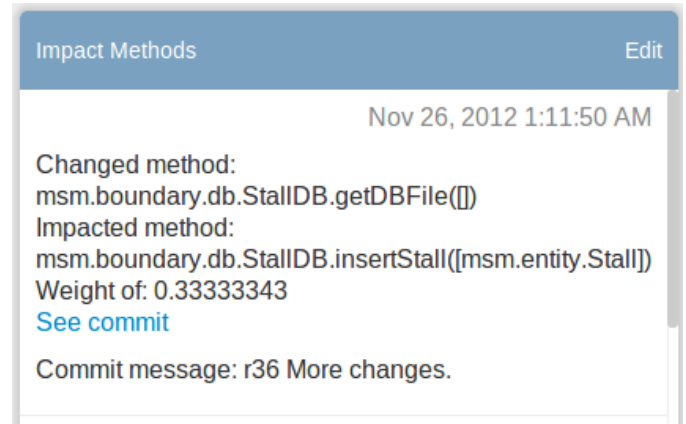 Impact Methods Edit
Nov 26, 2012 1:11:50 AM
Changed method:
msm.boundary.db.StallDB.getDBFile([])
Impacted method:
msm.boundary.db.StallDB.insertStall([msm.entity.Stall])
Weight of: 0.33333343
See commit
Commit message: r36 More changes.